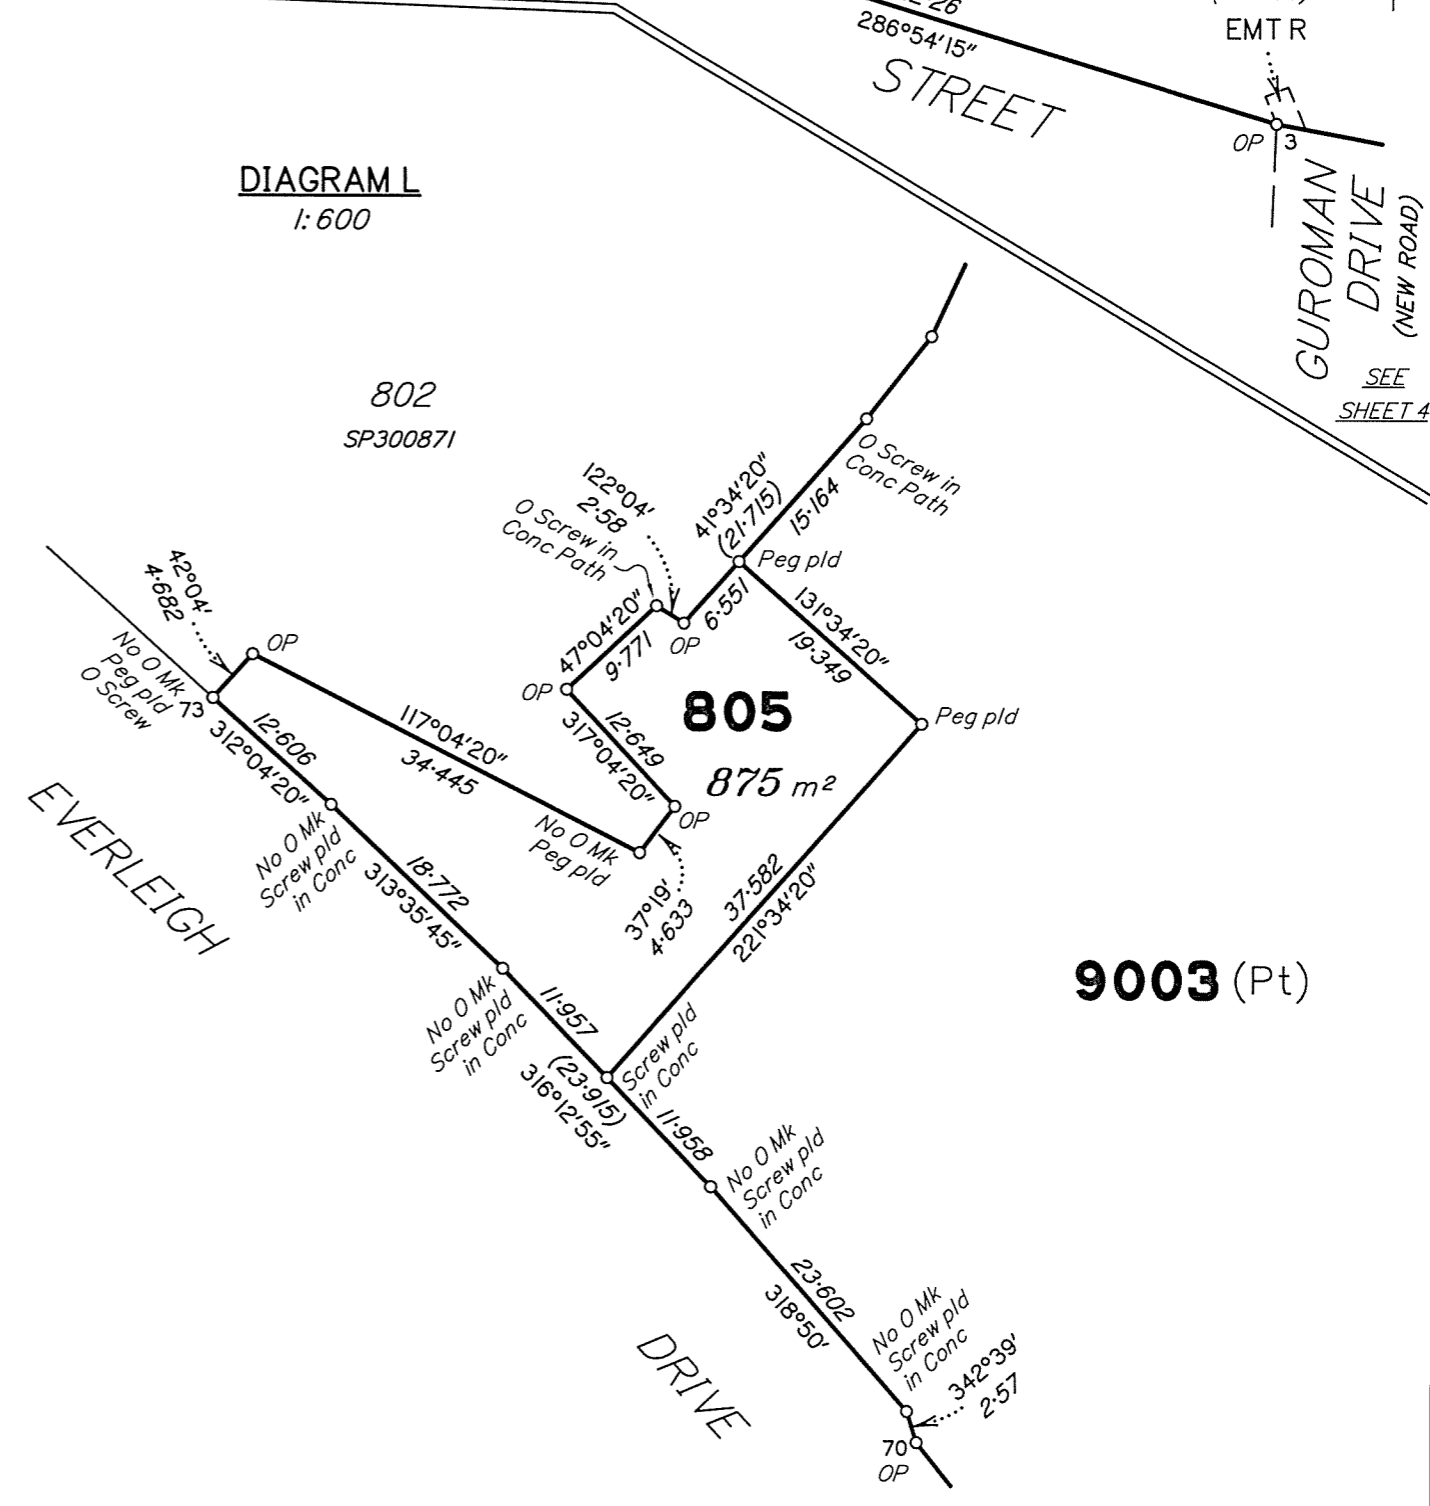 286°54'15"
STREET
EMT R
OP
3
GUROMAN
DRIVE
(NEW ROAD)
SEE
SHEET 4
DIAGRAM L
1:600
802
SP300871
O Screw in
Conc Path
15·164
41°34'20"
(21·715)
122°04'
2·58
O Screw in
Conc Path
Peg pld
6·551
OP
131°34'20"
19·349
Peg pld
47°04'20"
9·771
OP
805
875 m²
12·649
317°04'20"
OP
42°04'
4·682
OP
No O Mk
Peg pld
O Screw
73
117°04'20"
34·445
No O Mk
Peg pld
37°19'
4·633
12·606
312°04'20"
No O Mk
Screw pld
in Conc
18·772
313°35'45"
37·582
221°34'20"
9003 (Pt)
EVERLEIGH
No O Mk
Screw pld
in Conc
11·957
(23·915)
316°12'55"
Screw pld
in Conc
11·958
No O Mk
Screw pld
in Conc
23·602
318°50'
DRIVE
No O Mk
Screw pld
in Conc
342°39'
2·57
70
OP